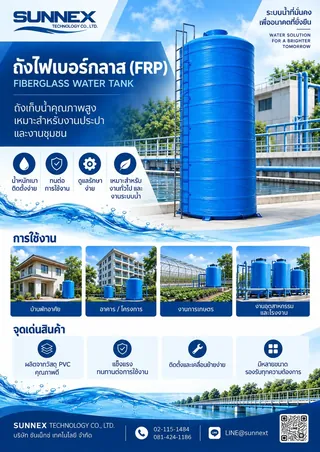 SUNNEX
TECHNOLOGY CO., LTD.
ระบบน้ำที่มั่นคง
เพื่ออนาคตที่ยั่งยืน
WATER SOLUTION
FOR A BRIGHTER
TOMORROW
ถังไฟเบอร์กลาส (FRP)
FIBERGLASS WATER TANK
ถังเก็บน้ำคุณภาพสูง
เหมาะสำหรับงานประปา
และงานชุมชน
น้ำหนักเบา
ติดตั้งง่าย
ทนต่อ
การใช้งาน
ดูแลรักษา
ง่าย
เหมาะสำหรับ
งานทั่วไป และ
งานระบบน้ำ
การใช้งาน
บ้านพักอาศัย
อาคาร / โครงการ
งานการเกษตร
งานอุตสาหกรรม
และโรงงาน
จุดเด่นสินค้า
ผลิตจากวัสดุ PVC
คุณภาพดี
แข็งแรง
ทนทานต่อการใช้งาน
ติดตั้งและเคลื่อนย้ายง่าย
มีหลายขนาด
รองรับทุกความต้องการ
SUNNEX TECHNOLOGY CO., LTD.
บริษัท ซันเน็กซ์ เทคโนโลยี จำกัด
02-115-1484
081-424-1186
LINE
LINE@sunnext